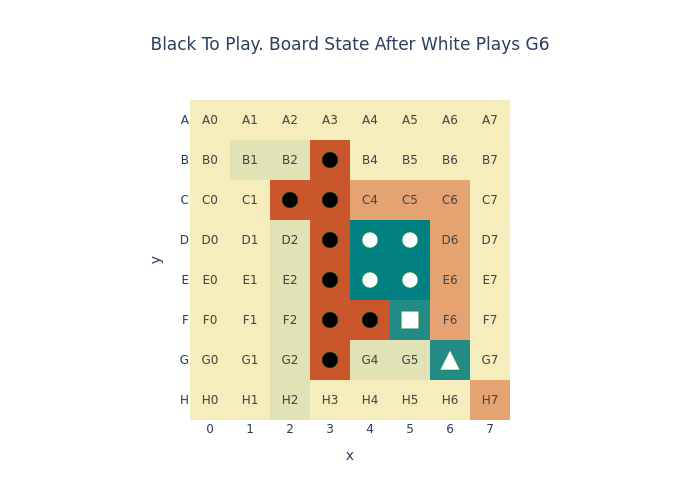 Black To Play. Board State After White Plays G6
A A0 A1 A2 A3 A4 A5 A6 A7
B B0 B1 B2 B4 B5 B6 B7
C C0 C1 C4 C5 C6 C7
D D0 D1 D2 D6 D7
E E0 E1 E2 E6 E7
F F0 F1 F2 F6 F7
G G0 G1 G2 G4 G5 G7
H H0 H1 H2 H3 H4 H5 H6 H7
0 1 2 3 4 5 6 7
x
y